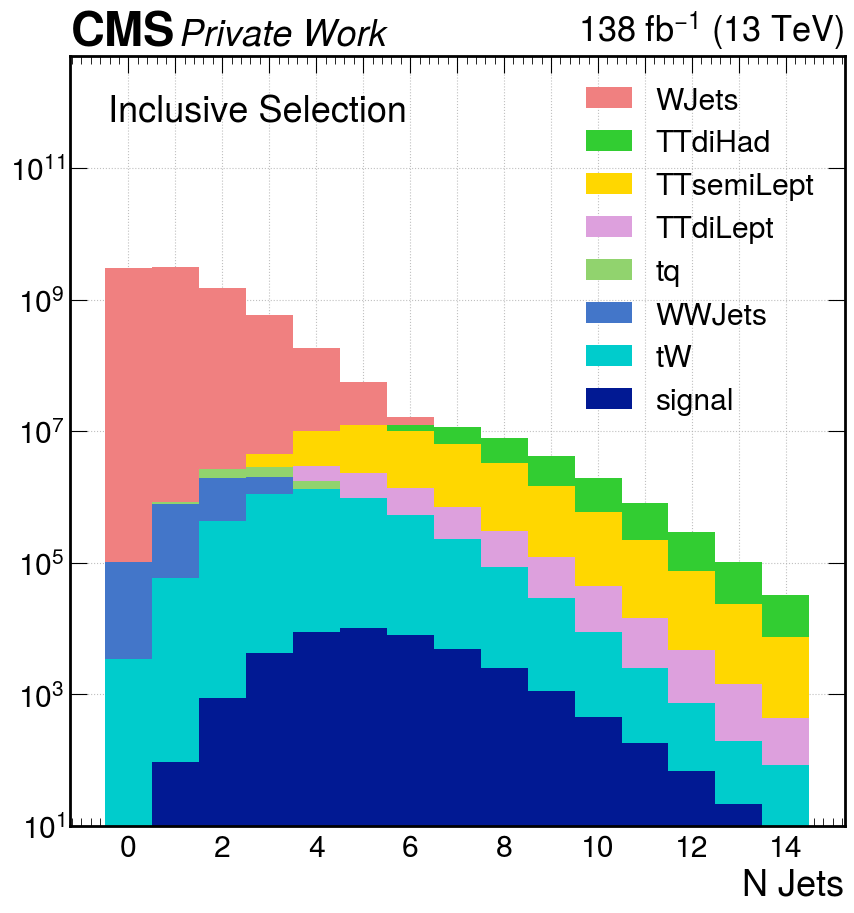 CMS Private Work 138 fb⁻¹ (13 TeV)
Inclusive Selection
WJets
TTdiHad
TTsemiLept
TTdiLept
tq
WWJets
tW
signal
10¹¹
10⁹
10⁷
10⁵
10³
10¹
0 2 4 6 8 10 12 14
N Jets